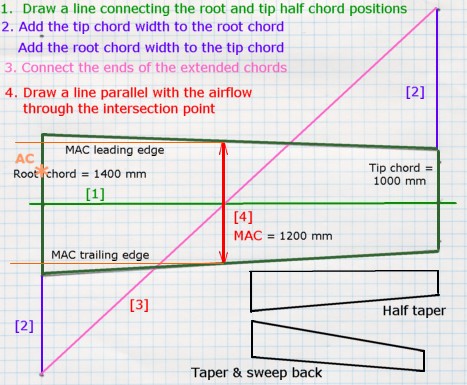 1. Draw a line connecting the root and tip half chord positions
2. Add the tip chord width to the root chord
Add the root chord width to the tip chord
3. Connect the ends of the extended chords
4. Draw a line parallel with the airflow
through the intersection point
[2]
MAC leading edge
AC
Root chord = 1400 mm
Tip chord =
1000 mm
[1]
[4]
MAC = 1200 mm
MAC trailing edge
[3]
[2]
Half taper
Taper & sweep back